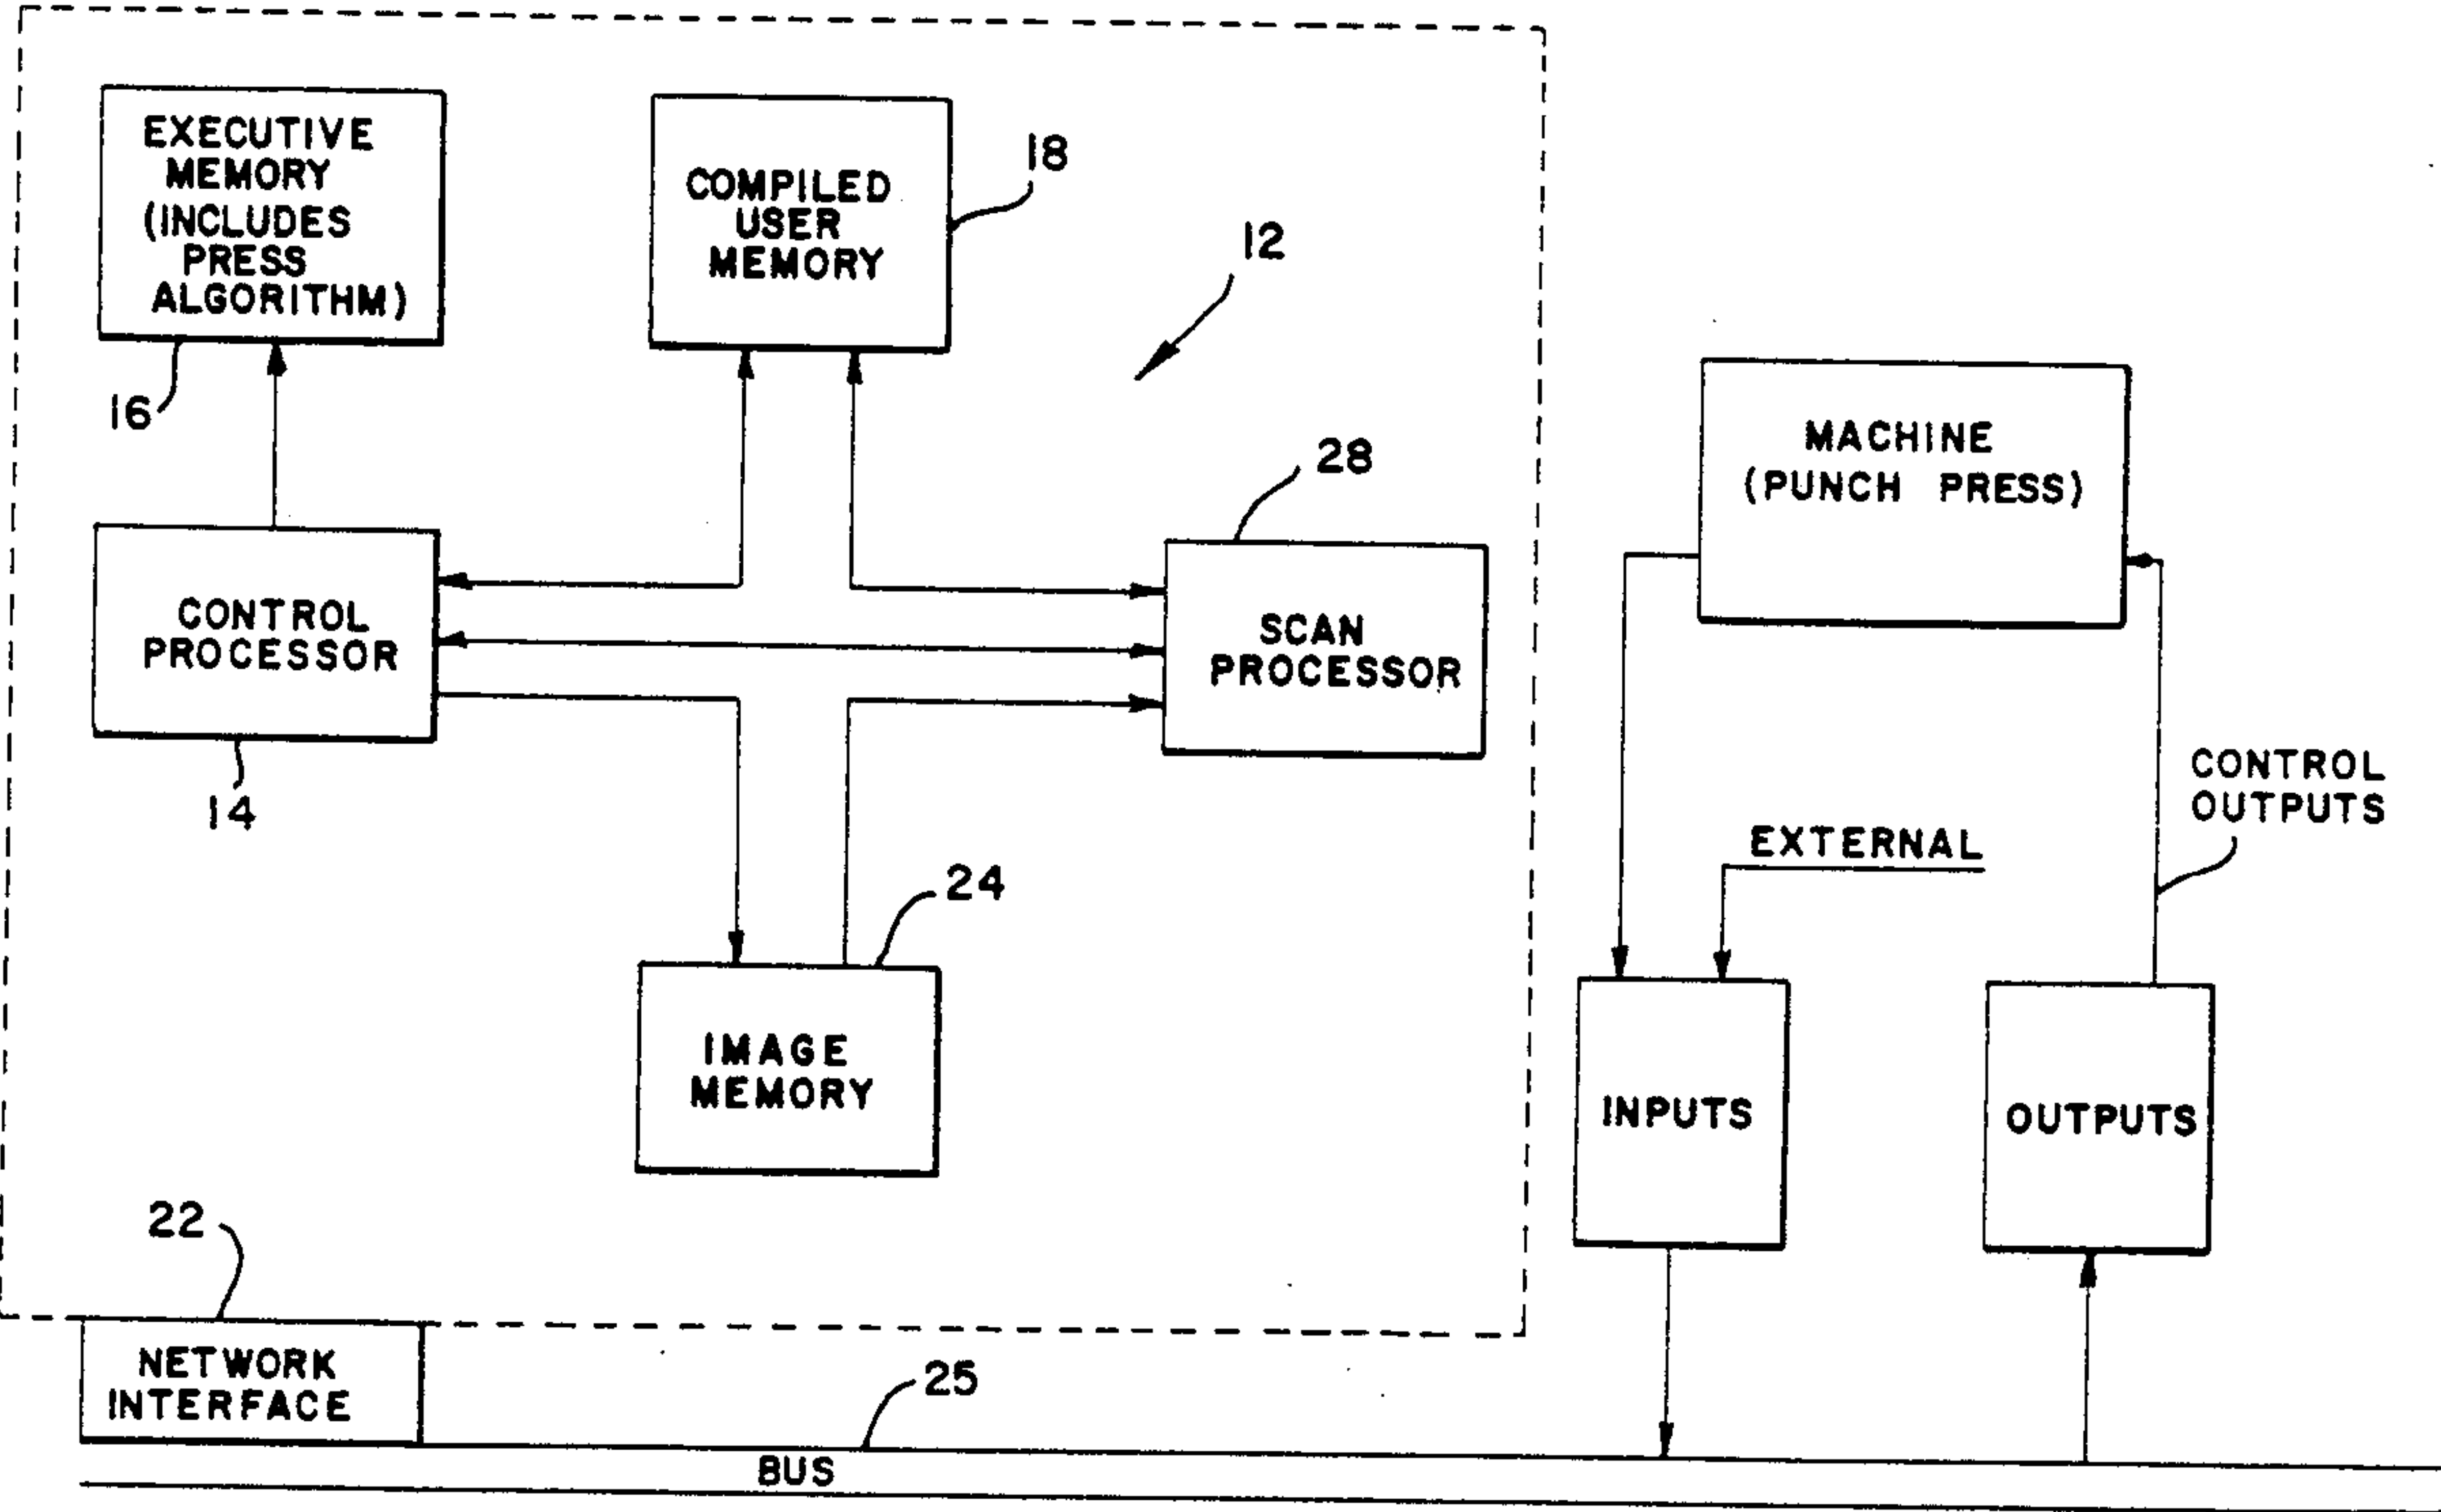 EXECUTIVE
MEMORY
(INCLUDES
PRESS
ALGORITHM)
16
COMPILED
USER
MEMORY
18
12
CONTROL
PROCESSOR
14
28
SCAN
PROCESSOR
24
IMAGE
MEMORY
MACHINE
(PUNCH PRESS)
CONTROL
OUTPUTS
EXTERNAL
INPUTS
OUTPUTS
22
NETWORK
INTERFACE
25
BUS